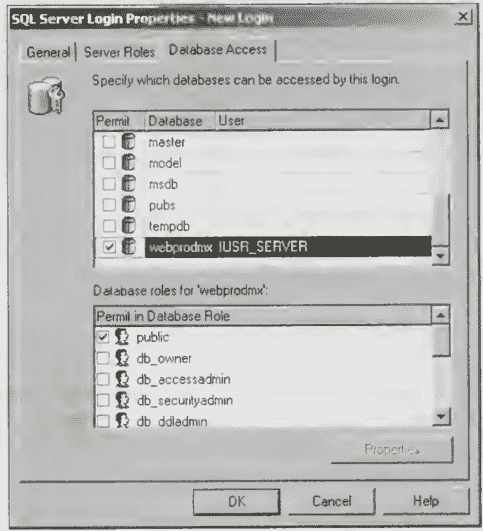 SQL Server Login Properties - New Login
General Server Roles Database Access
Specify which databases can be accessed by this login.
Permit Database User
master
model
msdb
pubs
tempdb
webprodmx IUSR_SERVER
Database roles for 'webprodmx':
Permit in Database Role
public
db_owner
db_accessadmin
db_securityadmin
db_ddladmin
Properties
OK Cancel Help